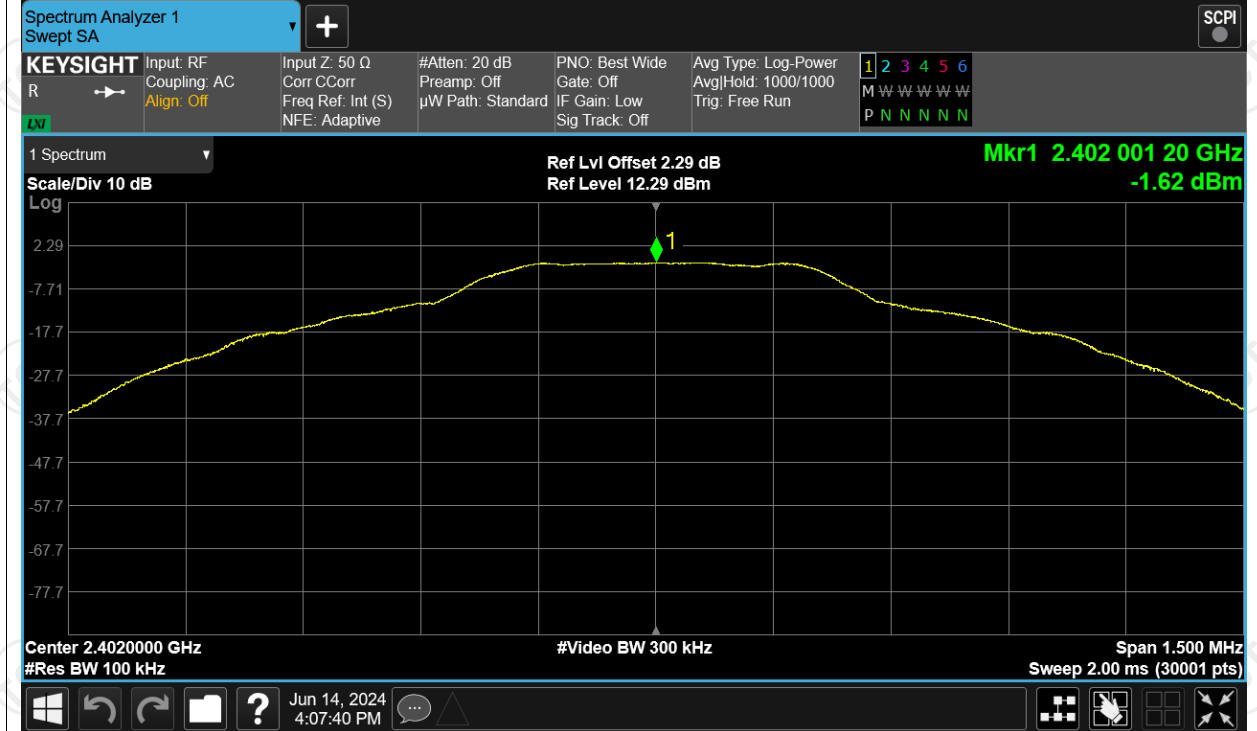 Spectrum Analyzer 1
Swept SA
SCPI
KEYSIGHT
R
LXI
Input: RF
Coupling: AC
Align: Off
Input Z: 50 Ω
Corr CCorr
Freq Ref: Int (S)
NFE: Adaptive
#Atten: 20 dB
Preamp: Off
µW Path: Standard
PNO: Best Wide
Gate: Off
IF Gain: Low
Sig Track: Off
Avg Type: Log-Power
Avg|Hold: 1000/1000
Trig: Free Run
1 2 3 4 5 6
M W W W W W
P N N N N N
1 Spectrum
Scale/Div 10 dB
Log
Ref Lvl Offset 2.29 dB
Ref Level 12.29 dBm
Mkr1 2.402 001 20 GHz
-1.62 dBm
1
2.29
-7.71
-17.7
-27.7
-37.7
-47.7
-57.7
-67.7
-77.7
Center 2.4020000 GHz
#Res BW 100 kHz
#Video BW 300 kHz
Span 1.500 MHz
Sweep 2.00 ms (30001 pts)
?
Jun 14, 2024
4:07:40 PM